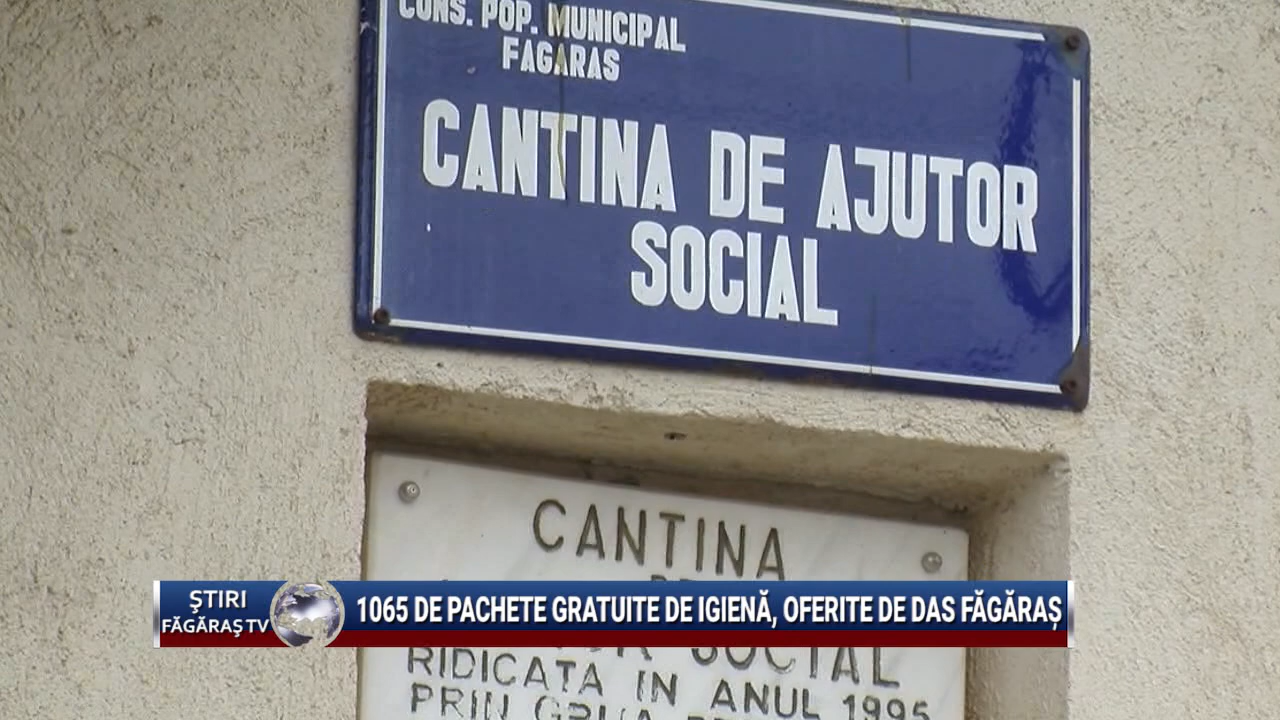 CONS. POP. MUNICIPAL
FAGARAS
CANTINA DE AJUTOR
SOCIAL
CANTINA
ŞTIRI
FĂGĂRAŞ TV
1065 DE PACHETE GRATUITE DE IGIENĂ, OFERITE DE DAS FĂGĂRAȘ
SOCIAL
RIDICATA IN ANUL 1995
PRIN